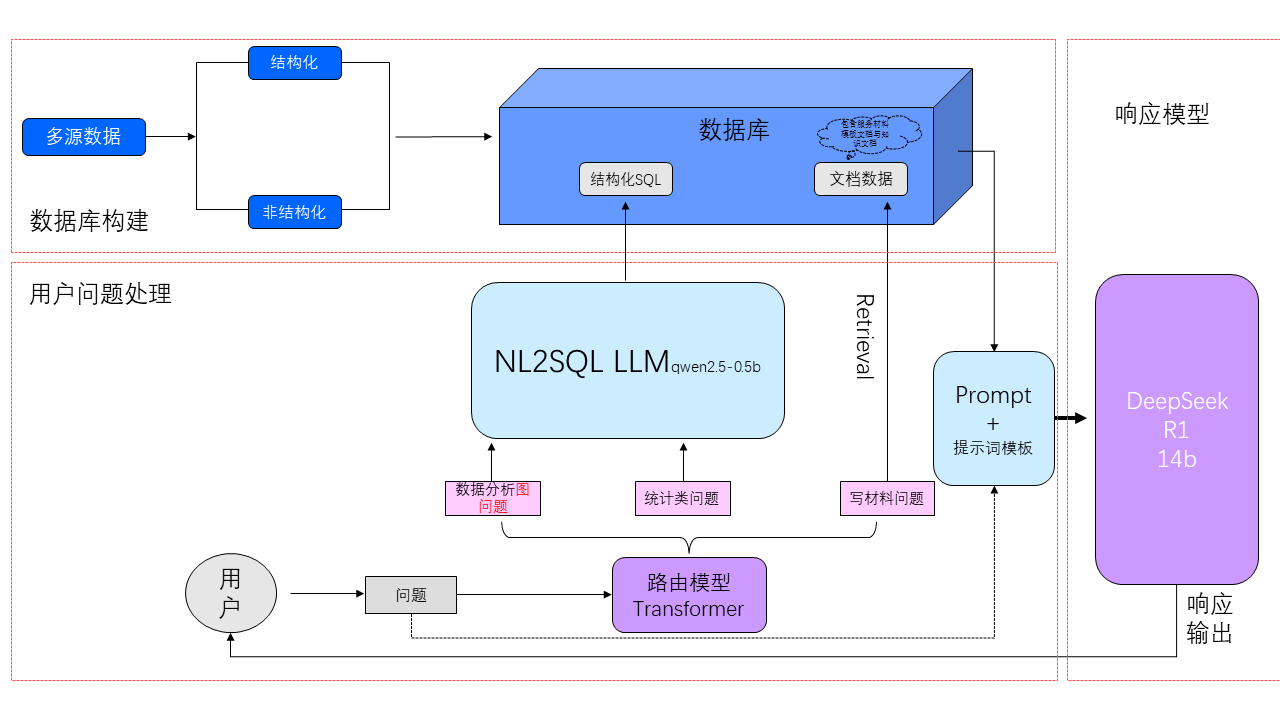 结构化
多源数据
非结构化
数据库构建
数据库
包含服务材料
模板文档与知
识文档
结构化SQL
文档数据
响应模型
用户问题处理
NL2SQL LLMqwen2.5-0.5b
Retrieval
Prompt
+
提示词模板
DeepSeek
R1
14b
数据分析图
问题
统计类问题
写材料问题
用
户
问题
路由模型
Transformer
响应
输出